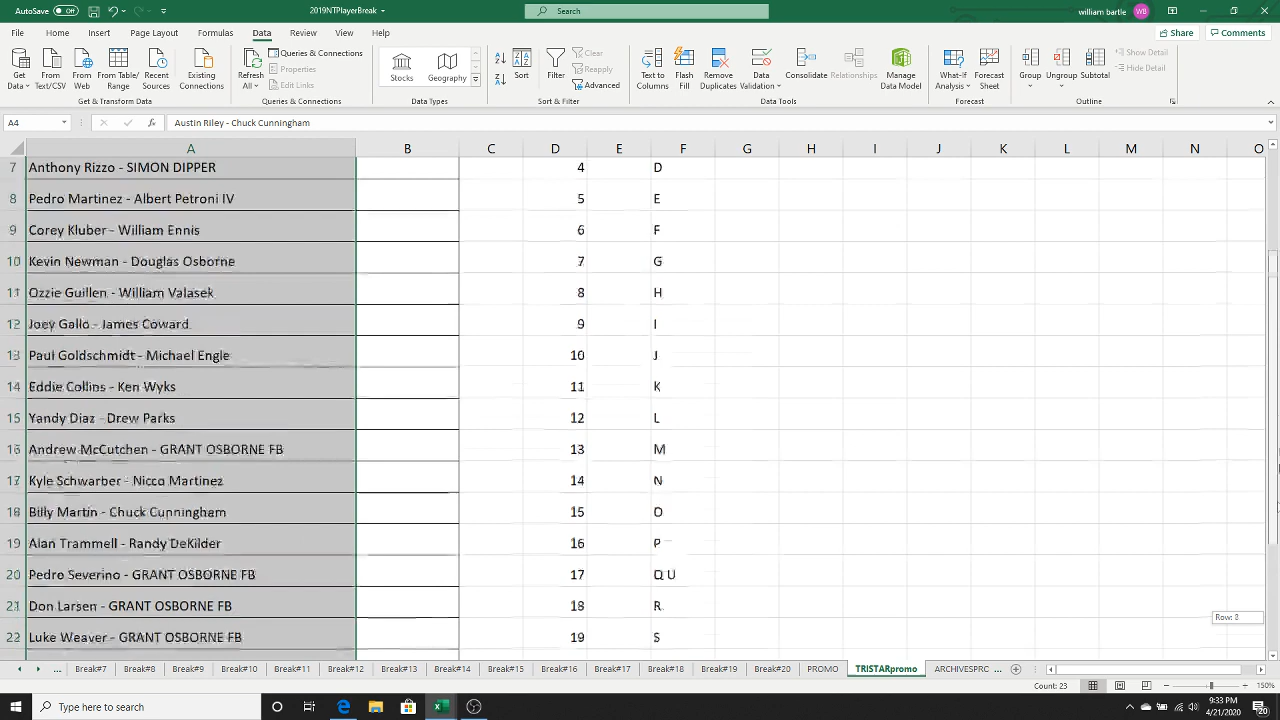 AutoSave Off 2019NTPlayerBreak Search william bartle WB
File Home Insert Page Layout Formulas Data Review View Help Share Comments
Get Data From Text/CSV From Web From Table/ Range Recent Sources Existing Connections Refresh All Queries & Connections Properties Edit Links Stocks Geography Sort Filter Clear Reapply Advanced Text to Columns Flash Fill Remove Duplicates Data Validation Consolidate Relationships Manage Data Model What-If Analysis Forecast Sheet Group Ungroup Subtotal Show Detail Hide Detail
Get & Transform Data Queries & Connections Data Types Sort & Filter Data Tools Forecast Outline
A4 fx Austin Riley - Chuck Cunningham
A B C D E F G H I J K L M N O
7 Anthony Rizzo - SIMON DIPPER 4 D
8 Pedro Martinez - Albert Petroni IV 5 E
9 Corey Kluber - William Ennis 6 F
10 Kevin Newman - Douglas Osborne 7 G
11 Ozzie Guillen - William Valasek 8 H
12 Joey Gallo - James Coward 9 I
13 Paul Goldschmidt - Michael Engle 10 J
14 Eddie Collins - Ken Wyks 11 K
15 Yandy Diaz - Drew Parks 12 L
16 Andrew McCutchen - GRANT OSBORNE FB 13 M
17 Kyle Schwarber - Nicco Martinez 14 N
18 Billy Martin - Chuck Cunningham 15 O
19 Alan Trammell - Randy DeKilder 16 P
20 Pedro Severino - GRANT OSBORNE FB 17 Q U
21 Don Larsen - GRANT OSBORNE FB 18 R
22 Luke Weaver - GRANT OSBORNE FB 19 S
Row: 3
... Break#7 Break#8 Break#9 Break#10 Break#11 Break#12 Break#13 Break#14 Break#15 Break#16 Break#17 Break#18 Break#19 Break#20 PROMO TRISTARpromo ARCHIVESPRC ...
Count: 23 150%
Type here to search 9:33 PM
4/21/2020 20